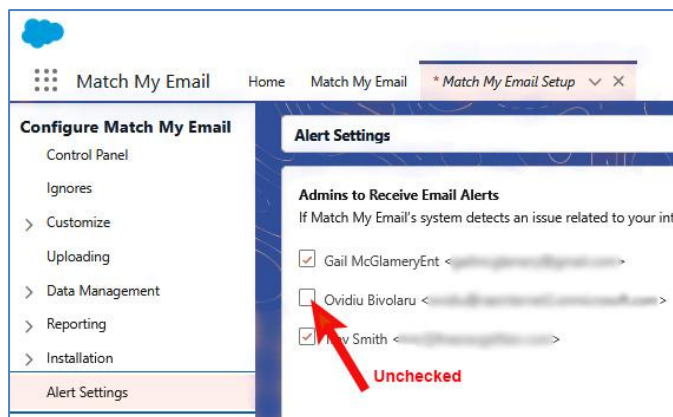 Match My Email
Home
Match My Email
* Match My Email Setup
Configure Match My Email
Control Panel
Ignores
Customize
Uploading
Data Management
Reporting
Installation
Alert Settings
Alert Settings
Admins to Receive Email Alerts
If Match My Email's system detects an issue related to your int
Gail McGlameryEnt <
Ovidiu Bivolaru <
Smith <
Unchecked